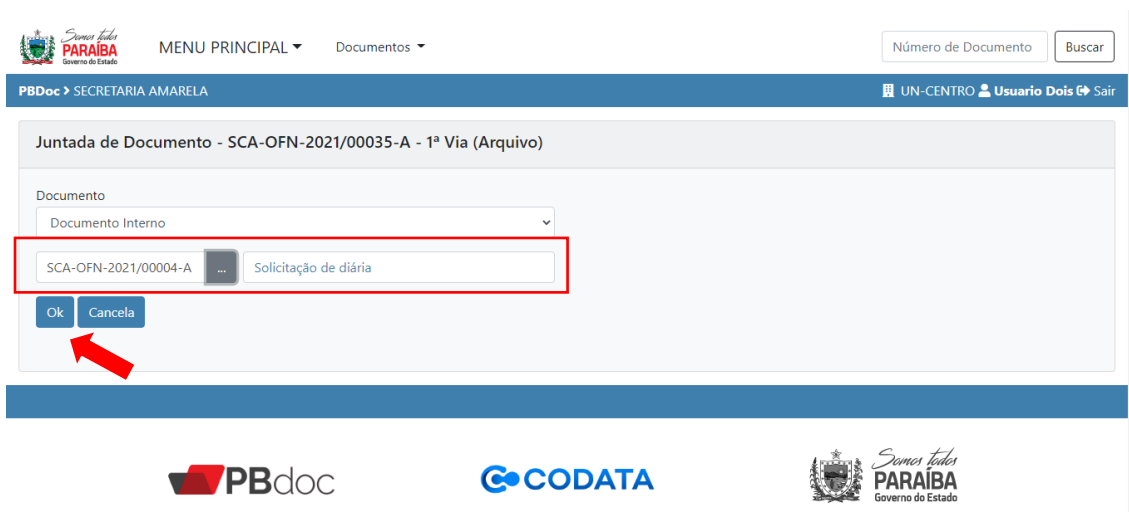 Somos todos
PARAÍBA
Governo do Estado
MENU PRINCIPAL
Documentos
Número de Documento
Buscar
PBDoc > SECRETARIA AMARELA
UN-CENTRO Usuario Dois Sair
Juntada de Documento - SCA-OFN-2021/00035-A - 1ª Via (Arquivo)
Documento
Documento Interno
SCA-OFN-2021/00004-A ... Solicitação de diária
Ok Cancela
PBdoc
CODATA
Somos todos
PARAÍBA
Governo do Estado